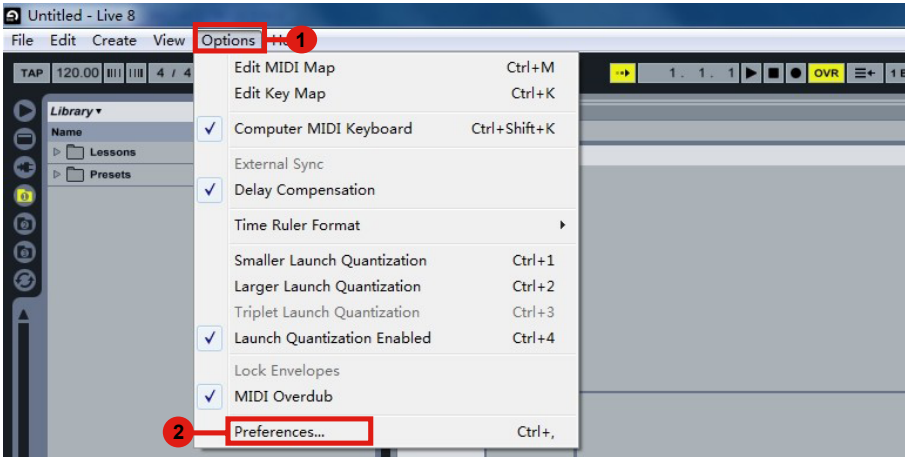 Untitled - Live 8
File Edit Create View Options 1
TAP 120.00 4 / 4 1. 1. 1 OVR
Library
Name
Lessons
Presets
Edit MIDI Map Ctrl+M
Edit Key Map Ctrl+K
Computer MIDI Keyboard Ctrl+Shift+K
External Sync
Delay Compensation
Time Ruler Format
Smaller Launch Quantization Ctrl+1
Larger Launch Quantization Ctrl+2
Triplet Launch Quantization Ctrl+3
Launch Quantization Enabled Ctrl+4
Lock Envelopes
MIDI Overdub
2 Preferences... Ctrl+,